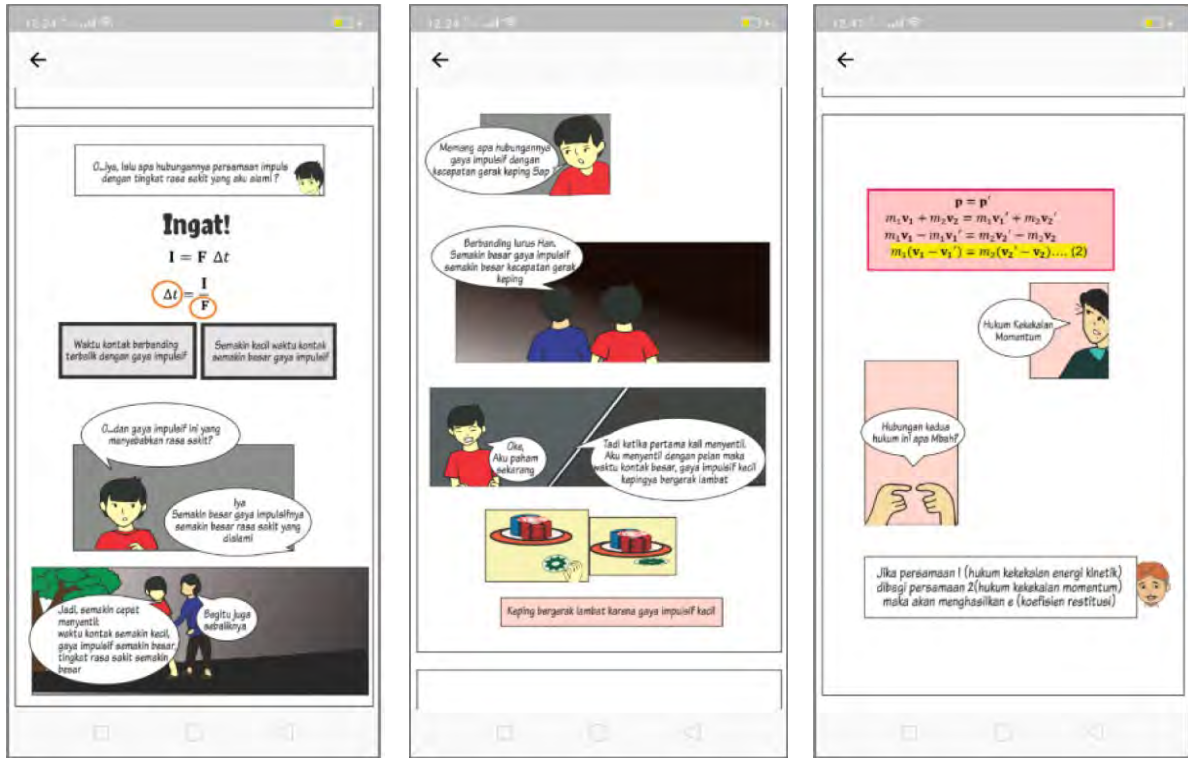 12:24
O...iya, lalu apa hubungannya persamaan impuls
dengan tingkat rasa sakit yang aku alami ?
Ingat!
I = F Δt
Δt = I
F
Waktu kontak berbanding
terbalik dengan gaya impulsif
Semakin kecil waktu kontak
semakin besar gaya impulsif
O...dan gaya impulsif ini yang
menyebabkan rasa sakit?
Iya
Semakin besar gaya impulsifnya
semakin besar rasa sakit yang
dialami
Jadi, semakin cepat
menyentil:
waktu kontak semakin kecil,
gaya impulsif semakin besar,
tingkat rasa sakit semakin
besar
Begitu juga
sebaliknya
12:24
Memang apa hubungannya
gaya impulsif dengan
kecepatan gerak keping Sap ?
Berbanding lurus Han.
Semakin besar gaya impulsif
semakin besar kecepatan gerak
keping
Oke,
Aku paham
sekarang
Tadi ketika pertama kali menyentil.
Aku menyentil dengan pelan maka
waktu kontak besar, gaya impulsif kecil
kepingya bergerak lambat
Keping bergerak lambat karena gaya impulsif kecil
p = p'
m₁v₁ + m₂v₂ = m₁v₁' + m₂v₂'
m₁v₁ − m₁v₁' = m₂v₂' − m₂v₂
m₁(v₁ − v₁') = m₂(v₂' − v₂).... (2)
Hukum Kekekalan
Momentum
Hubungan kedua
hukum ini apa Mbah?
Jika persamaan 1 (hukum kekekalan energi kinetik)
dibagi persamaan 2(hukum kekekalan momentum)
maka akan menghasilkan e (koefisien restitusi)